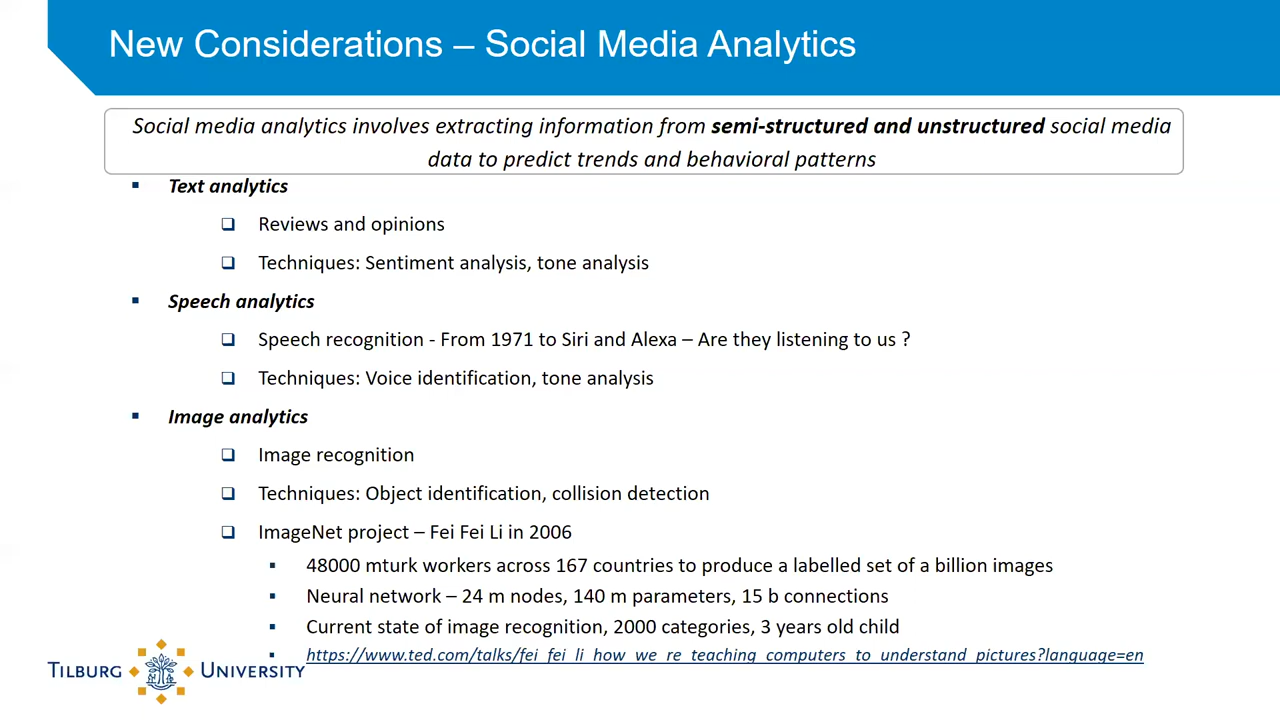 New Considerations – Social Media Analytics
Social media analytics involves extracting information from semi-structured and unstructured social media
data to predict trends and behavioral patterns
Text analytics
Reviews and opinions
Techniques: Sentiment analysis, tone analysis
Speech analytics
Speech recognition - From 1971 to Siri and Alexa – Are they listening to us ?
Techniques: Voice identification, tone analysis
Image analytics
Image recognition
Techniques: Object identification, collision detection
ImageNet project – Fei Fei Li in 2006
48000 mturk workers across 167 countries to produce a labelled set of a billion images
Neural network – 24 m nodes, 140 m parameters, 15 b connections
Current state of image recognition, 2000 categories, 3 years old child
https://www.ted.com/talks/fei_fei_li_how_we_re_teaching_computers_to_understand_pictures?language=en
TILBURG UNIVERSITY